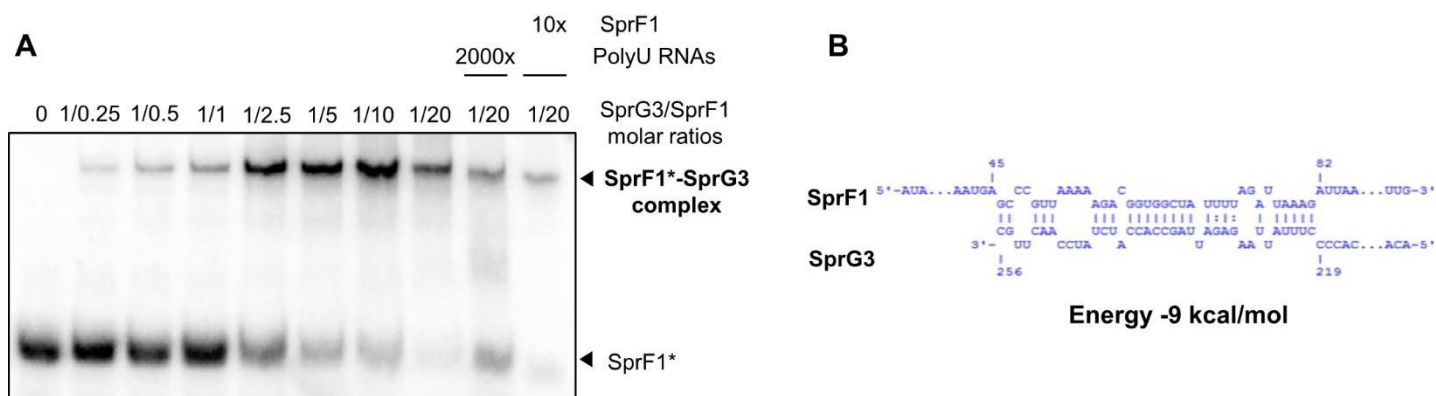 A
10x SprF1
2000x PolyU RNAs
0 1/0.25 1/0.5 1/1 1/2.5 1/5 1/10 1/20 1/20 1/20 SprG3/SprF1
molar ratios
SprF1*-SprG3
complex
SprF1*
B
45 82
SprF1 5'-AUA...AAUGA CC AAAA C AG U AUUAA...UUG-3'
GC GUU AGA GGUGGCUA UUUU A UAAAG
CG CAA UCU CCACCGAU AGAG U AUUUC
SprG3 3'- UU CCUA A U AAU U CCCAC...ACA-5'
256 219
Energy -9 kcal/mol